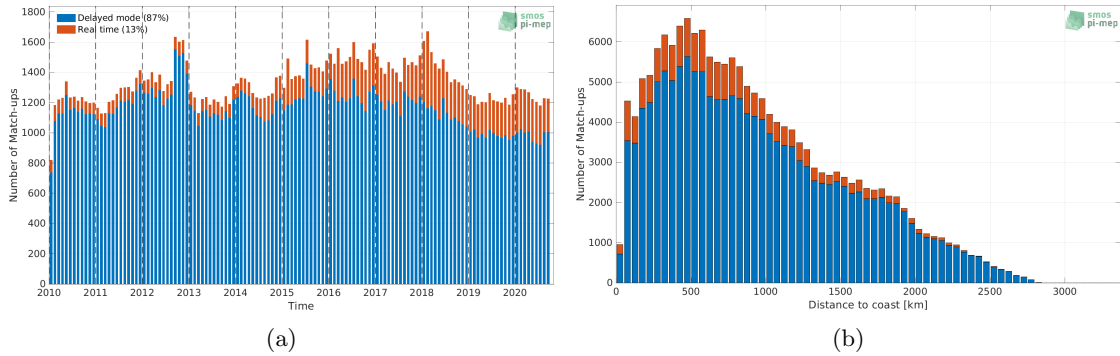 smos
pi-mep
Delayed mode (87%)
Real time (13%)
1800
1600
1400
1200
1000
800
600
400
200
0
Number of Match-ups
2010 2011 2012 2013 2014 2015 2016 2017 2018 2019 2020
Time
(a)
smos
pi-mep
6000
5000
4000
3000
2000
1000
0
Number of Match-ups
0 500 1000 1500 2000 2500 3000
Distance to coast [km]
(b)